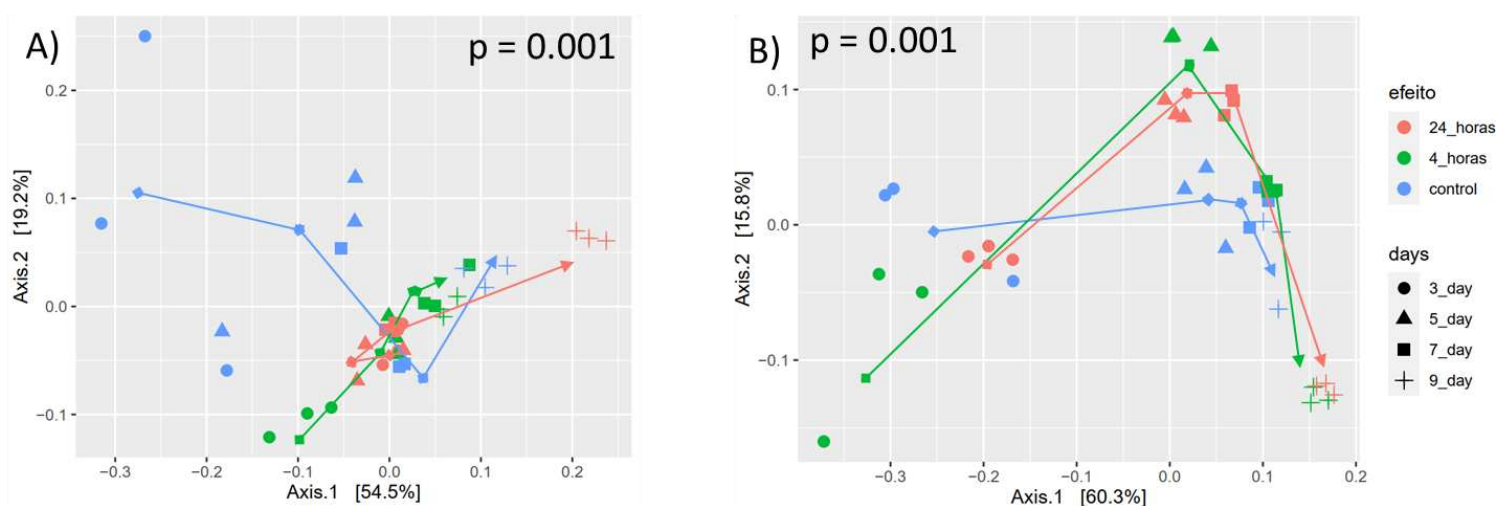 A)
p = 0.001
0.2
0.1
0.0
−0.1
Axis.2 [19.2%]
−0.3
−0.2
−0.1
0.0
0.1
0.2
Axis.1 [54.5%]
B)
p = 0.001
0.1
0.0
−0.1
Axis.2 [15.8%]
−0.3
−0.2
−0.1
0.0
0.1
0.2
Axis.1 [60.3%]
efeito
24_horas
4_horas
control
days
3_day
5_day
7_day
9_day